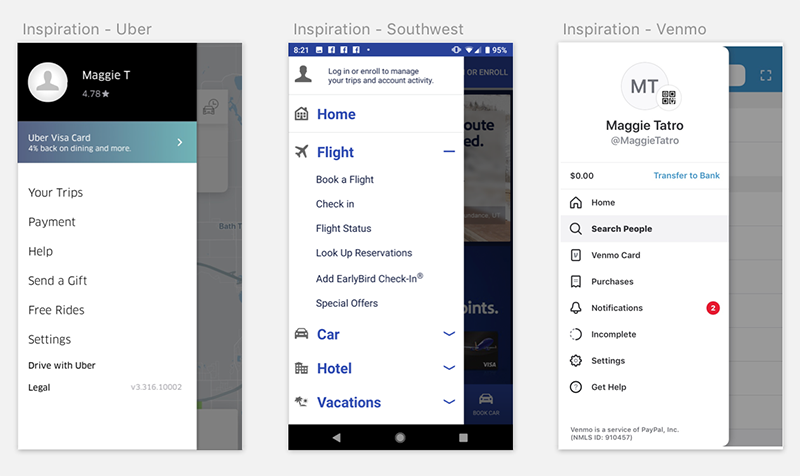 Inspiration - Uber
Maggie T
4.78★
Uber Visa Card
4% back on dining and more.
Your Trips
Payment
Help
Send a Gift
Free Rides
Settings
Drive with Uber
Legal
v3.316.10002
Bath T
Inspiration - Southwest
8:21
95%
Log in or enroll to manage
your trips and account activity.
OR ENROLL
Home
Flight
Book a Flight
Check in
Flight Status
Look Up Reservations
Add EarlyBird Check-In®
Special Offers
Car
Hotel
Vacations
oute
ed.
undance, UT
oints.
VISA
BOOK CAR
Inspiration - Venmo
MT
Maggie Tatro
@MaggieTatro
$0.00
Transfer to Bank
Home
Search People
Venmo Card
Purchases
Notifications
2
Incomplete
Settings
Get Help
Venmo is a service of PayPal, Inc.
(NMLS ID: 910457)